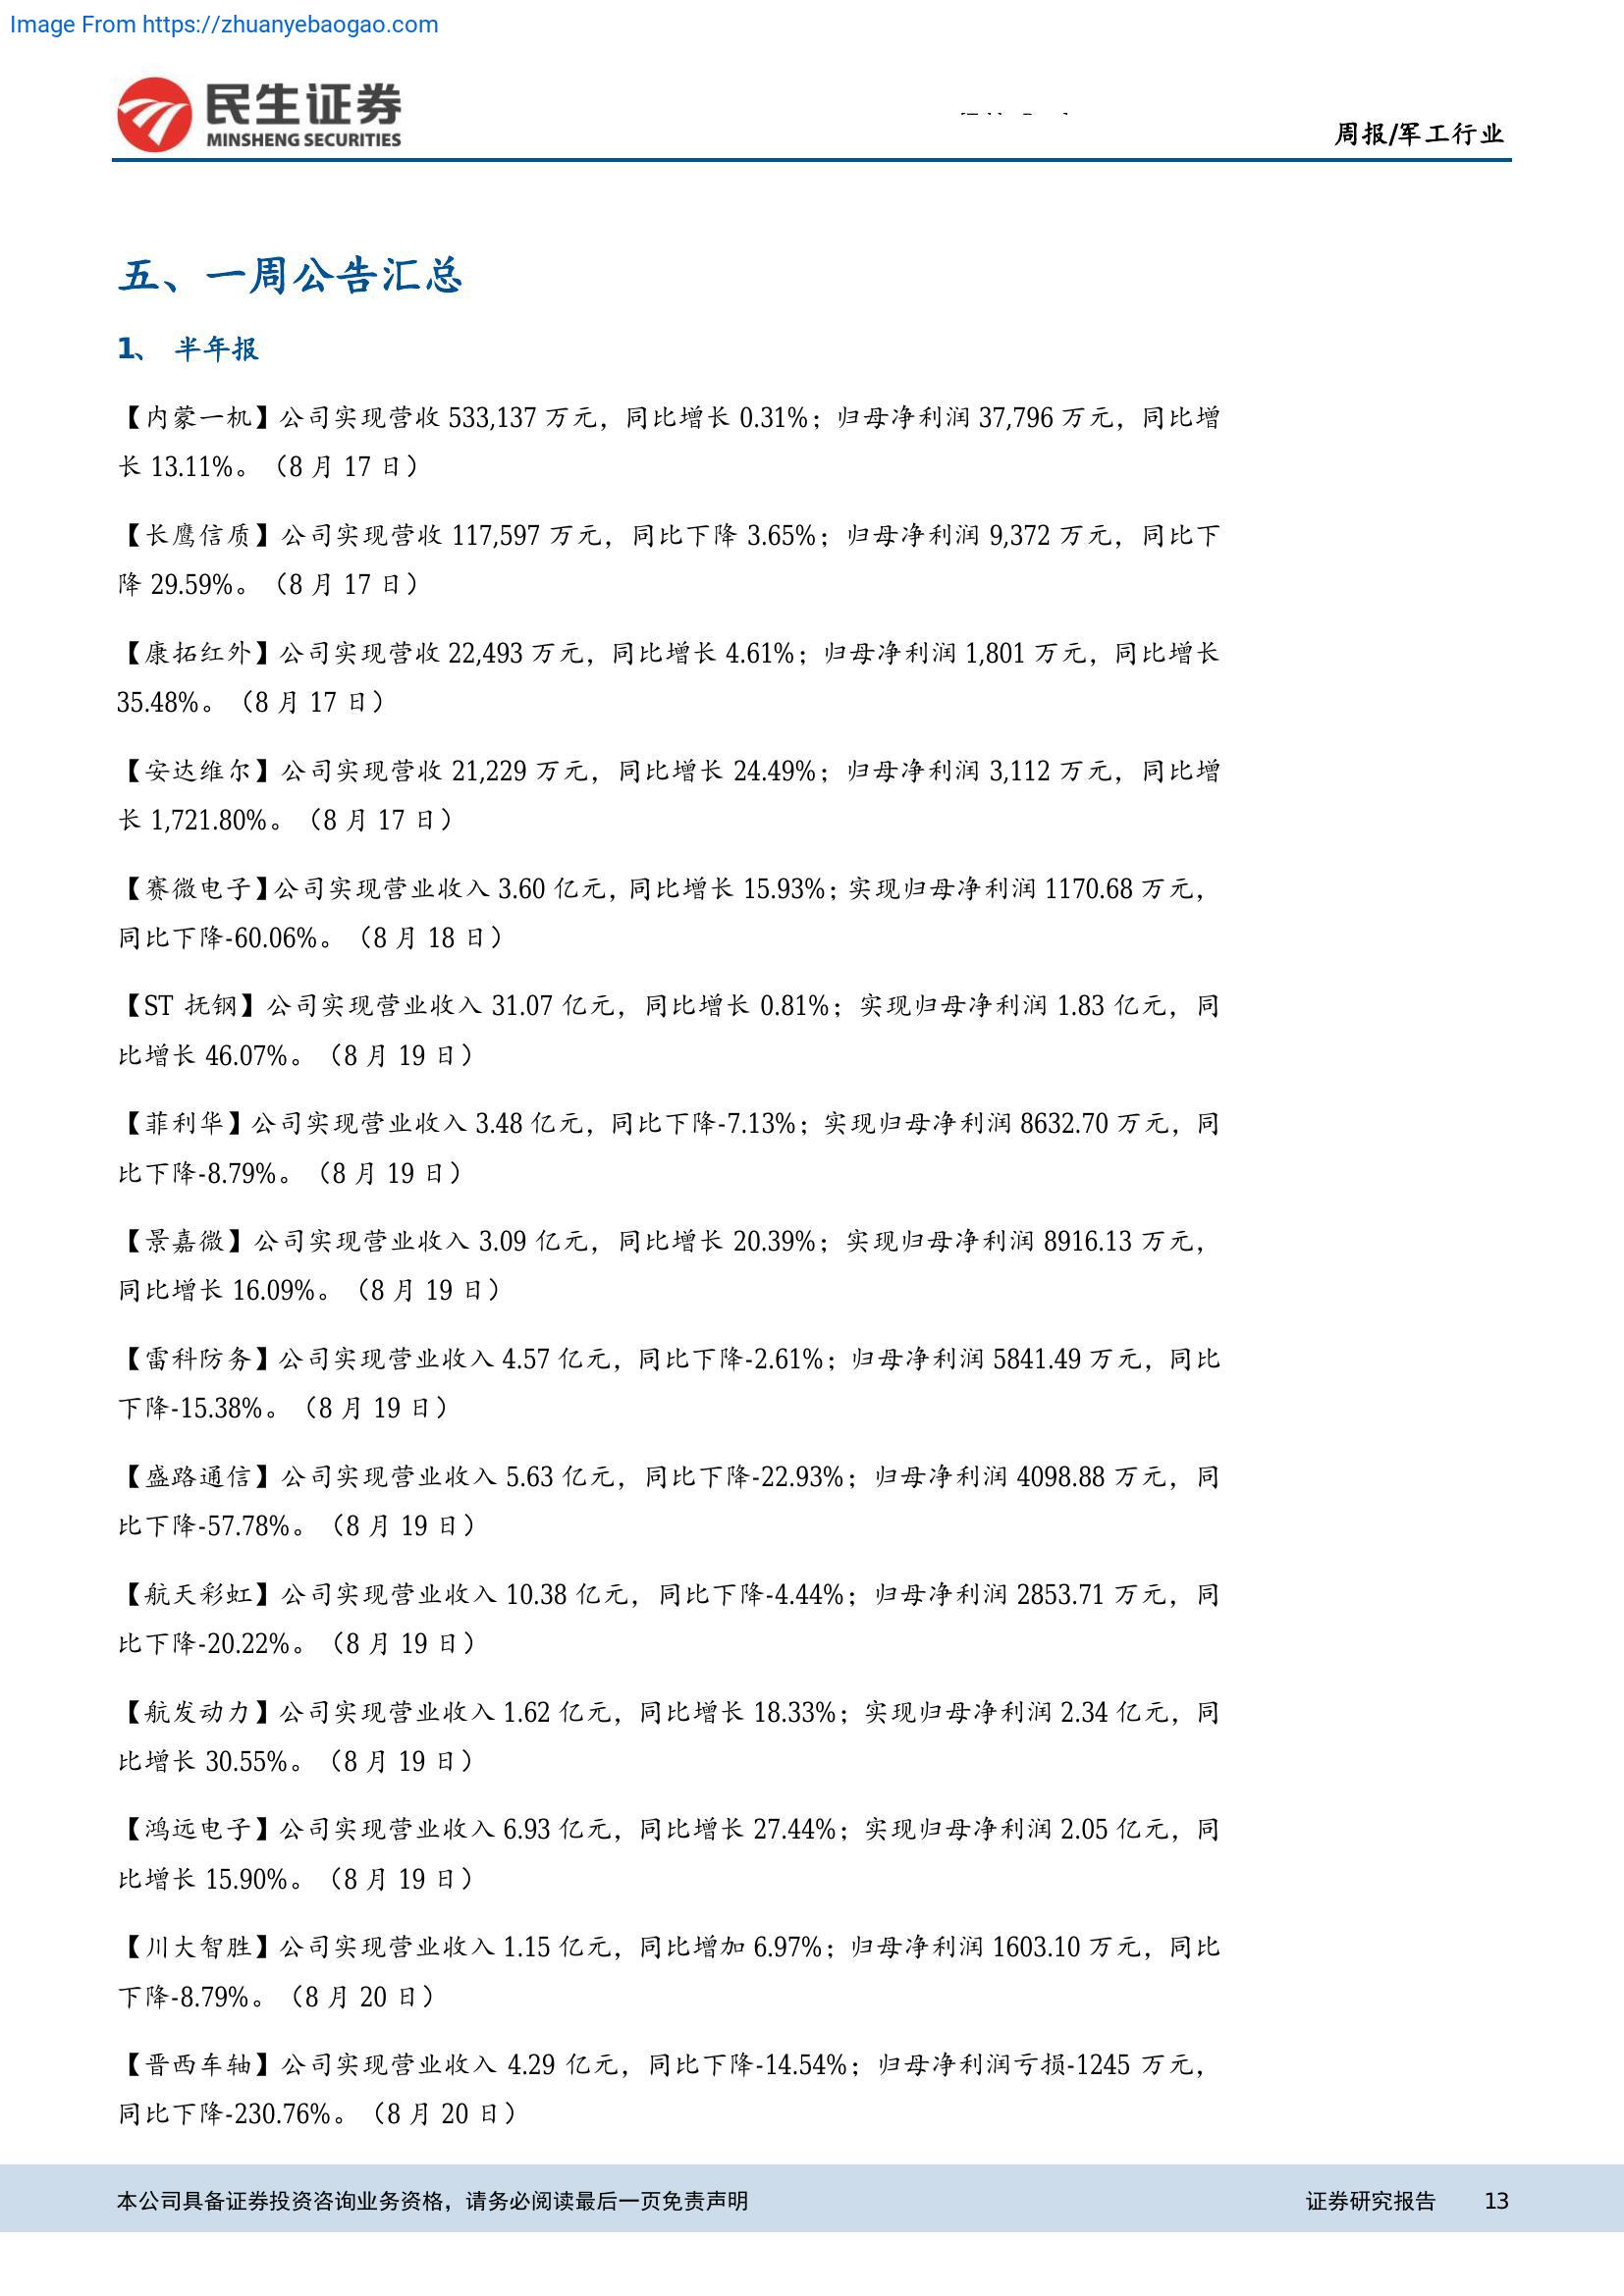 Image From https://zhuanyebaogao.com
民生证券
MINSHENG SECURITIES
周报/军工行业
五、一周公告汇总
1、 半年报
【内蒙一机】公司实现营收 533,137 万元，同比增长 0.31%；归母净利润 37,796 万元，同比增
长 13.11%。（8 月 17 日）
【长鹰信质】公司实现营收 117,597 万元，同比下降 3.65%；归母净利润 9,372 万元，同比下
降 29.59%。（8 月 17 日）
【康拓红外】公司实现营收 22,493 万元，同比增长 4.61%；归母净利润 1,801 万元，同比增长
35.48%。（8 月 17 日）
【安达维尔】公司实现营收 21,229 万元，同比增长 24.49%；归母净利润 3,112 万元，同比增
长 1,721.80%。（8 月 17 日）
【赛微电子】公司实现营业收入 3.60 亿元，同比增长 15.93%；实现归母净利润 1170.68 万元，
同比下降-60.06%。（8 月 18 日）
【ST 抚钢】公司实现营业收入 31.07 亿元，同比增长 0.81%；实现归母净利润 1.83 亿元，同
比增长 46.07%。（8 月 19 日）
【菲利华】公司实现营业收入 3.48 亿元，同比下降-7.13%；实现归母净利润 8632.70 万元，同
比下降-8.79%。（8 月 19 日）
【景嘉微】公司实现营业收入 3.09 亿元，同比增长 20.39%；实现归母净利润 8916.13 万元，
同比增长 16.09%。（8 月 19 日）
【雷科防务】公司实现营业收入 4.57 亿元，同比下降-2.61%；归母净利润 5841.49 万元，同比
下降-15.38%。（8 月 19 日）
【盛路通信】公司实现营业收入 5.63 亿元，同比下降-22.93%；归母净利润 4098.88 万元，同
比下降-57.78%。（8 月 19 日）
【航天彩虹】公司实现营业收入 10.38 亿元，同比下降-4.44%；归母净利润 2853.71 万元，同
比下降-20.22%。（8 月 19 日）
【航发动力】公司实现营业收入 1.62 亿元，同比增长 18.33%；实现归母净利润 2.34 亿元，同
比增长 30.55%。（8 月 19 日）
【鸿远电子】公司实现营业收入 6.93 亿元，同比增长 27.44%；实现归母净利润 2.05 亿元，同
比增长 15.90%。（8 月 19 日）
【川大智胜】公司实现营业收入 1.15 亿元，同比增加 6.97%；归母净利润 1603.10 万元，同比
下降-8.79%。（8 月 20 日）
【晋西车轴】公司实现营业收入 4.29 亿元，同比下降-14.54%；归母净利润亏损-1245 万元，
同比下降-230.76%。（8 月 20 日）
本公司具备证券投资咨询业务资格，请务必阅读最后一页免责声明 证券研究报告 13